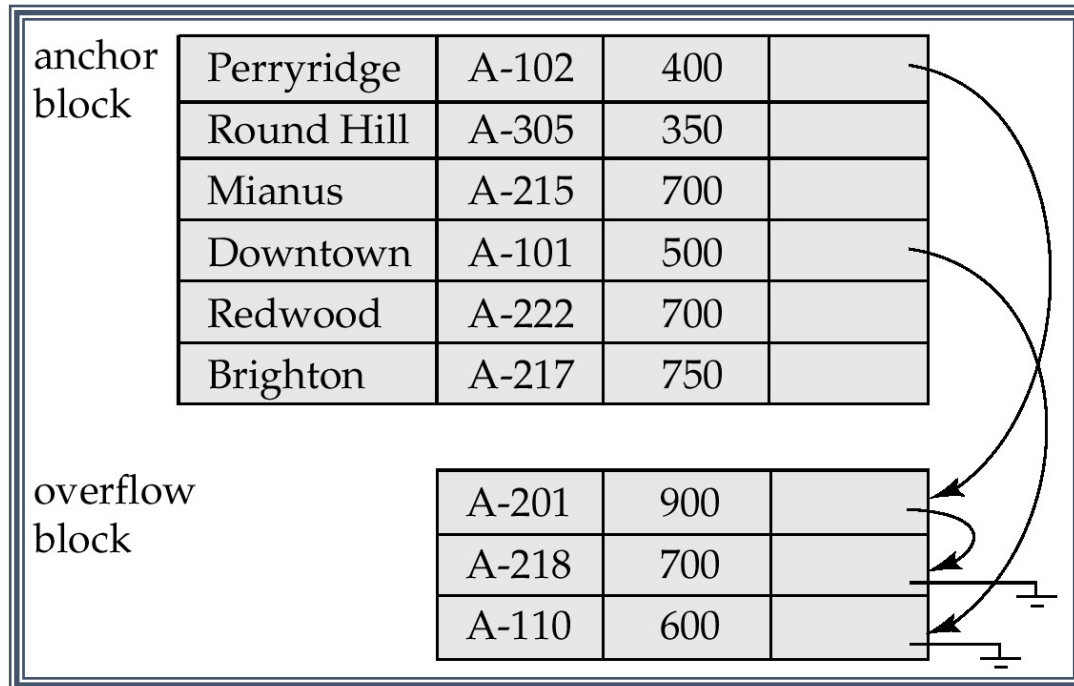 anchor block
Perryridge A-102 400
Round Hill A-305 350
Mianus A-215 700
Downtown A-101 500
Redwood A-222 700
Brighton A-217 750
overflow block
A-201 900
A-218 700
A-110 600